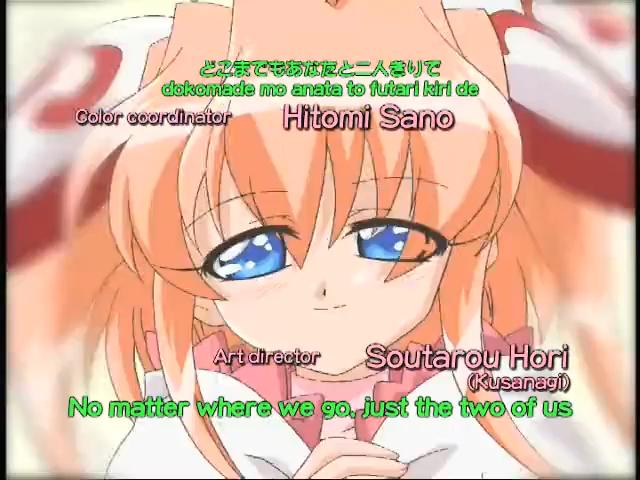 どこまでもあなたと二人きりで
dokomade mo anata to futari kiri de
Color coordinator Hitomi Sano
Art director Soutarou Hori
(Kusanagi)
No matter where we go, just the two of us